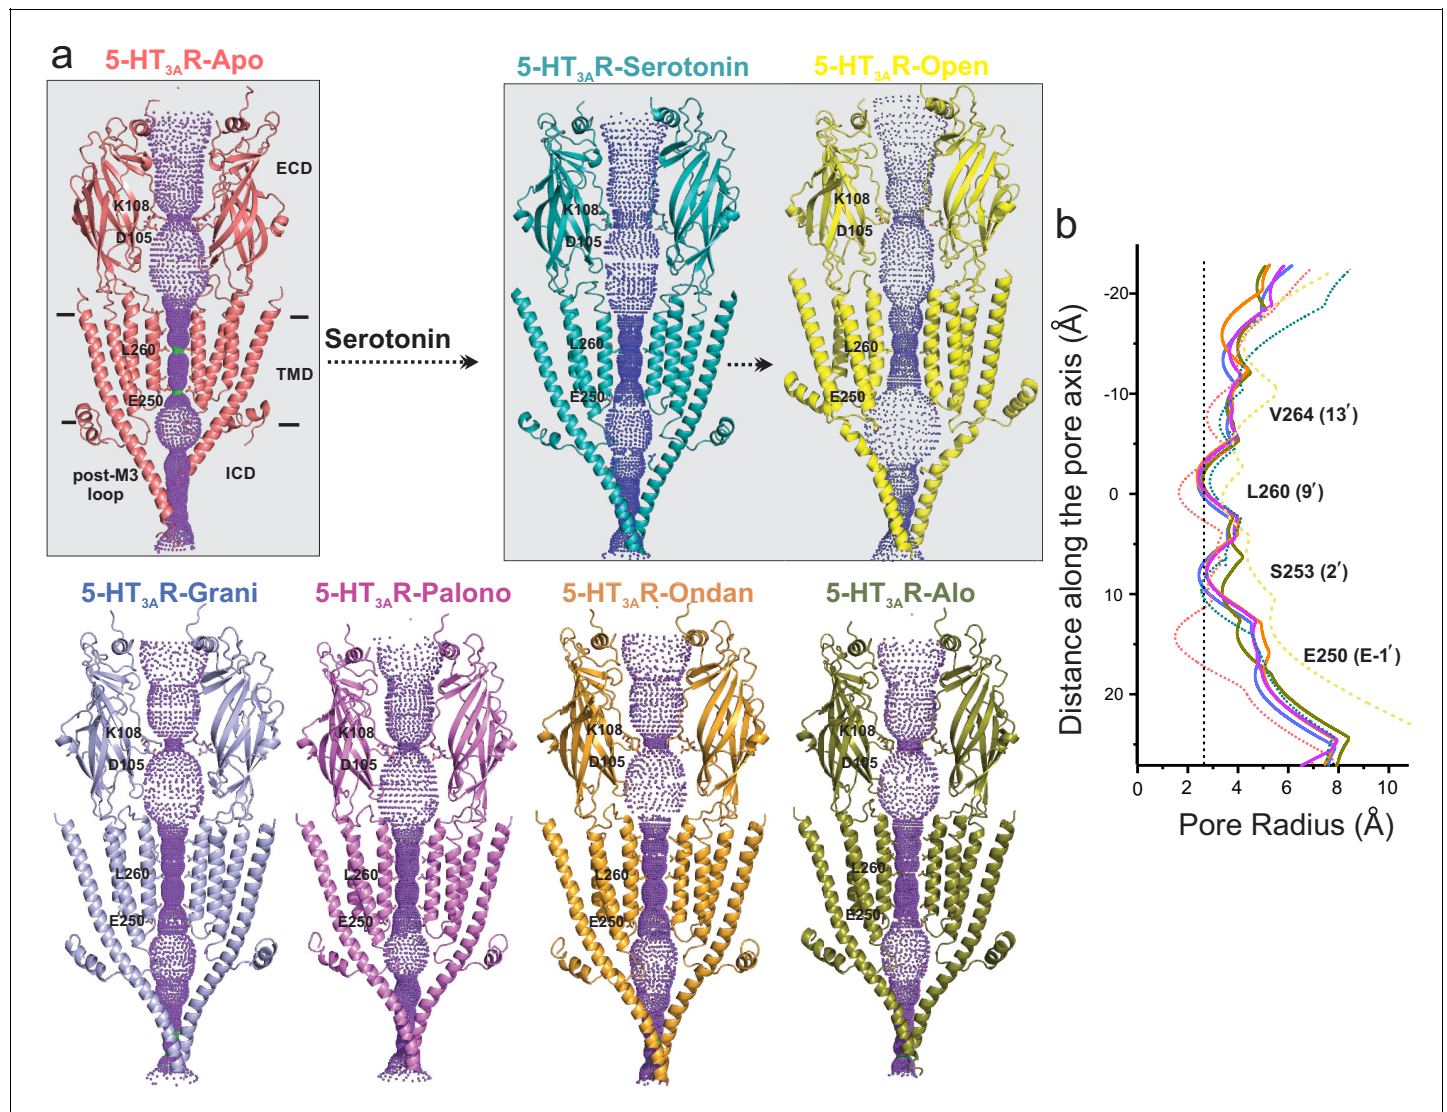 a
5-HT3AR-Apo
5-HT3AR-Serotonin
5-HT3AR-Open
ECD
K108
D105
L260
TMD
E250
post-M3
loop
ICD
Serotonin
K108
D105
L260
E250
K108
D105
L260
E250
5-HT3AR-Grani
5-HT3AR-Palono
5-HT3AR-Ondan
5-HT3AR-Alo
K108
D105
L260
E250
K108
D105
L260
E250
K108
D105
L260
E250
K108
D105
L260
E250
b
Distance along the pore axis (Å)
-20
-10
0
10
20
V264 (13′)
L260 (9′)
S253 (2′)
E250 (E-1′)
0 2 4 6 8 10
Pore Radius (Å)